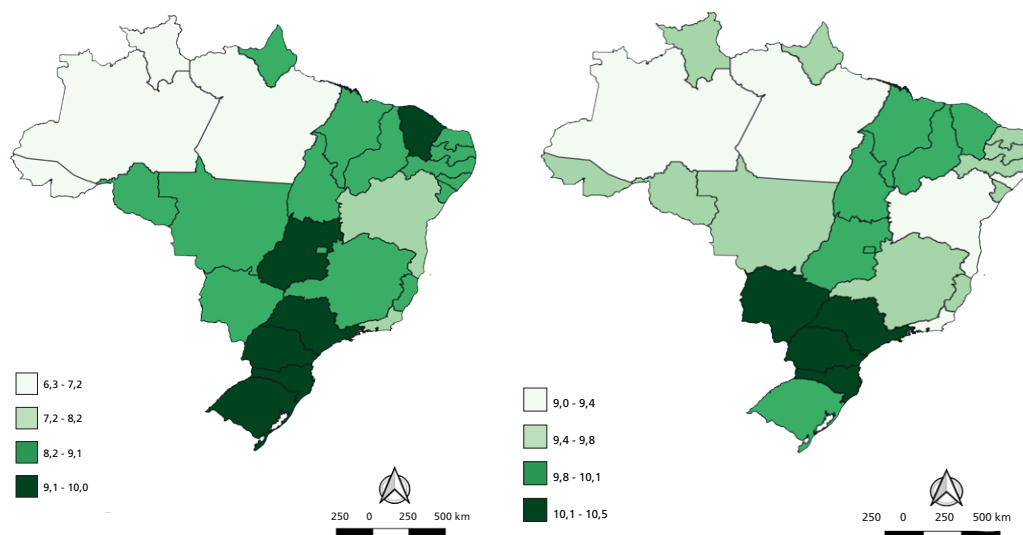 6,3 - 7,2
7,2 - 8,2
8,2 - 9,1
9,1 - 10,0
250 0 250 500 km
9,0 - 9,4
9,4 - 9,8
9,8 - 10,1
10,1 - 10,5
250 0 250 500 km